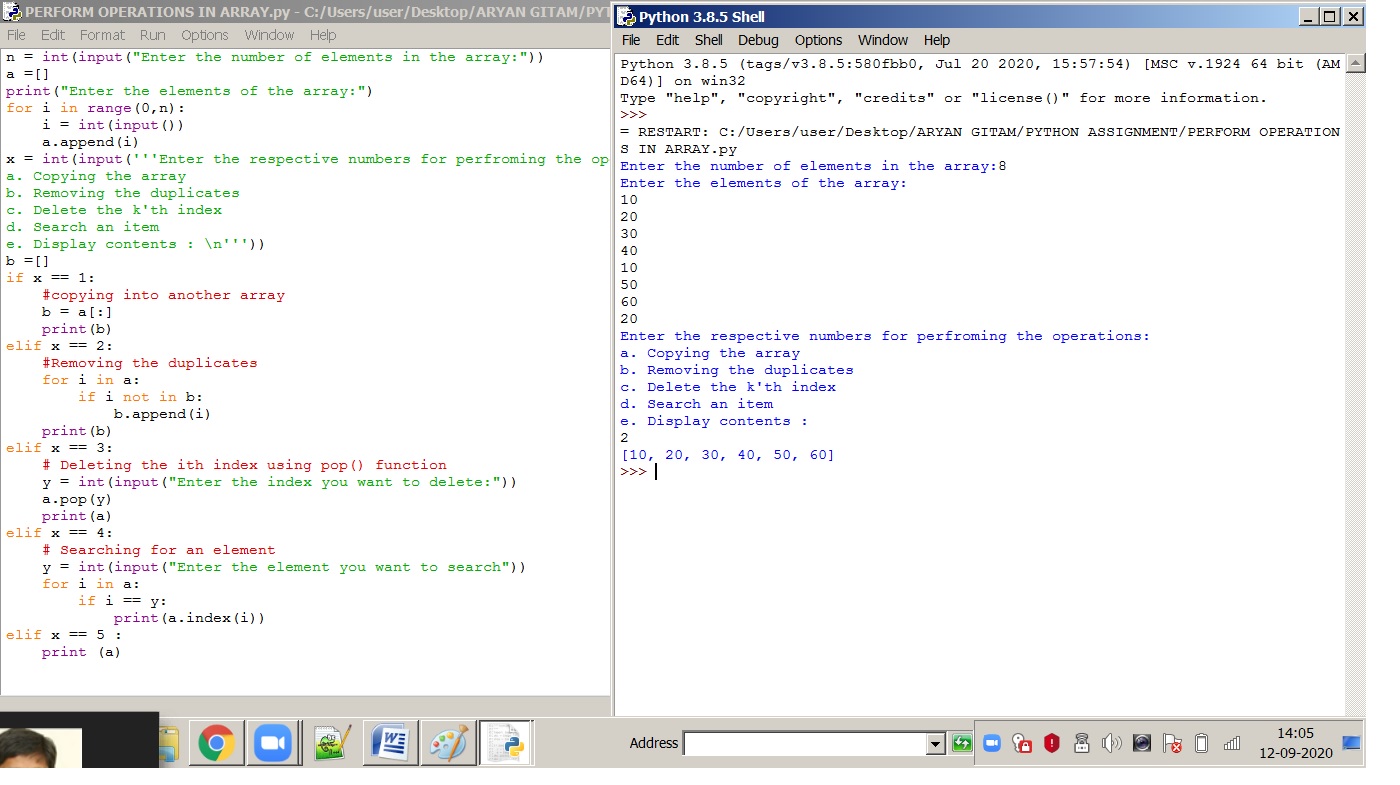 PERFORM OPERATIONS IN ARRAY.py - C:/Users/user/Desktop/ARYAN GITAM/PYT
File Edit Format Run Options Window Help
n = int(input("Enter the number of elements in the array:"))
a =[]
print("Enter the elements of the array:")
for i in range(0,n):
    i = int(input())
    a.append(i)
x = int(input('''Enter the respective numbers for perfroming the op
a. Copying the array
b. Removing the duplicates
c. Delete the k'th index
d. Search an item
e. Display contents : \n'''))
b =[]
if x == 1:
    #copying into another array
    b = a[:]
    print(b)
elif x == 2:
    #Removing the duplicates
    for i in a:
        if i not in b:
            b.append(i)
    print(b)
elif x == 3:
    # Deleting the ith index using pop() function
    y = int(input("Enter the index you want to delete:"))
    a.pop(y)
    print(a)
elif x == 4:
    # Searching for an element
    y = int(input("Enter the element you want to search"))
    for i in a:
        if i == y:
            print(a.index(i))
elif x == 5 :
    print (a)
Python 3.8.5 Shell
File Edit Shell Debug Options Window Help
Python 3.8.5 (tags/v3.8.5:580fbb0, Jul 20 2020, 15:57:54) [MSC v.1924 64 bit (AM
D64)] on win32
Type "help", "copyright", "credits" or "license()" for more information.
>>>
= RESTART: C:/Users/user/Desktop/ARYAN GITAM/PYTHON ASSIGNMENT/PERFORM OPERATION
S IN ARRAY.py
Enter the number of elements in the array:8
Enter the elements of the array:
10
20
30
40
10
50
60
20
Enter the respective numbers for perfroming the operations:
a. Copying the array
b. Removing the duplicates
c. Delete the k'th index
d. Search an item
e. Display contents :
2
[10, 20, 30, 40, 50, 60]
>>>
Address
14:05
12-09-2020